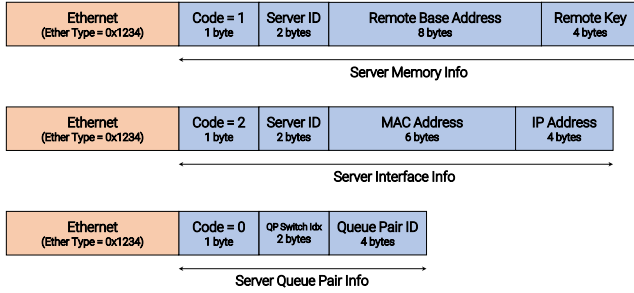 Ethernet
(Ether Type = 0x1234)
Code = 1
1 byte
Server ID
2 bytes
Remote Base Address
8 bytes
Remote Key
4 bytes
Server Memory Info
Ethernet
(Ether Type = 0x1234)
Code = 2
1 byte
Server ID
2 bytes
MAC Address
6 bytes
IP Address
4 bytes
Server Interface Info
Ethernet
(Ether Type = 0x1234)
Code = 0
1 byte
QP Switch Idx
2 bytes
Queue Pair ID
4 bytes
Server Queue Pair Info